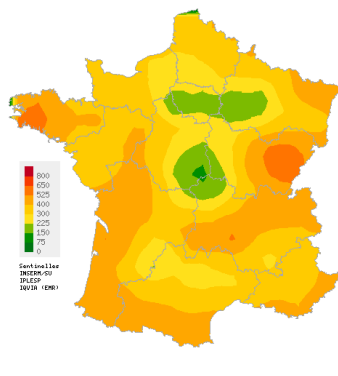 800
650
525
400
300
225
150
75
0
Sentinelles
INSERM/SU
IPLESP
IQVIA (EMR)